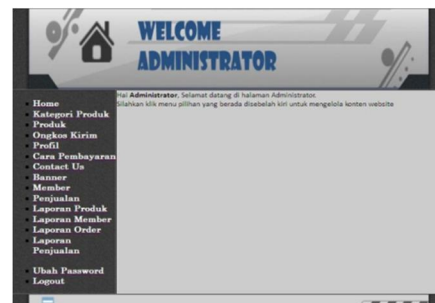 WELCOME
ADMINISTRATOR
Hai Administrator, Selamat datang di halaman Administrator.
Silahkan klik menu pilihan yang berada disebelah kiri untuk mengelola konten website
Home
Kategori Produk
Produk
Ongkos Kirim
Profil
Cara Pembayaran
Contact Us
Banner
Member
Penjualan
Laporan Produk
Laporan Member
Laporan Order
Laporan
Penjualan
Ubah Password
Logout